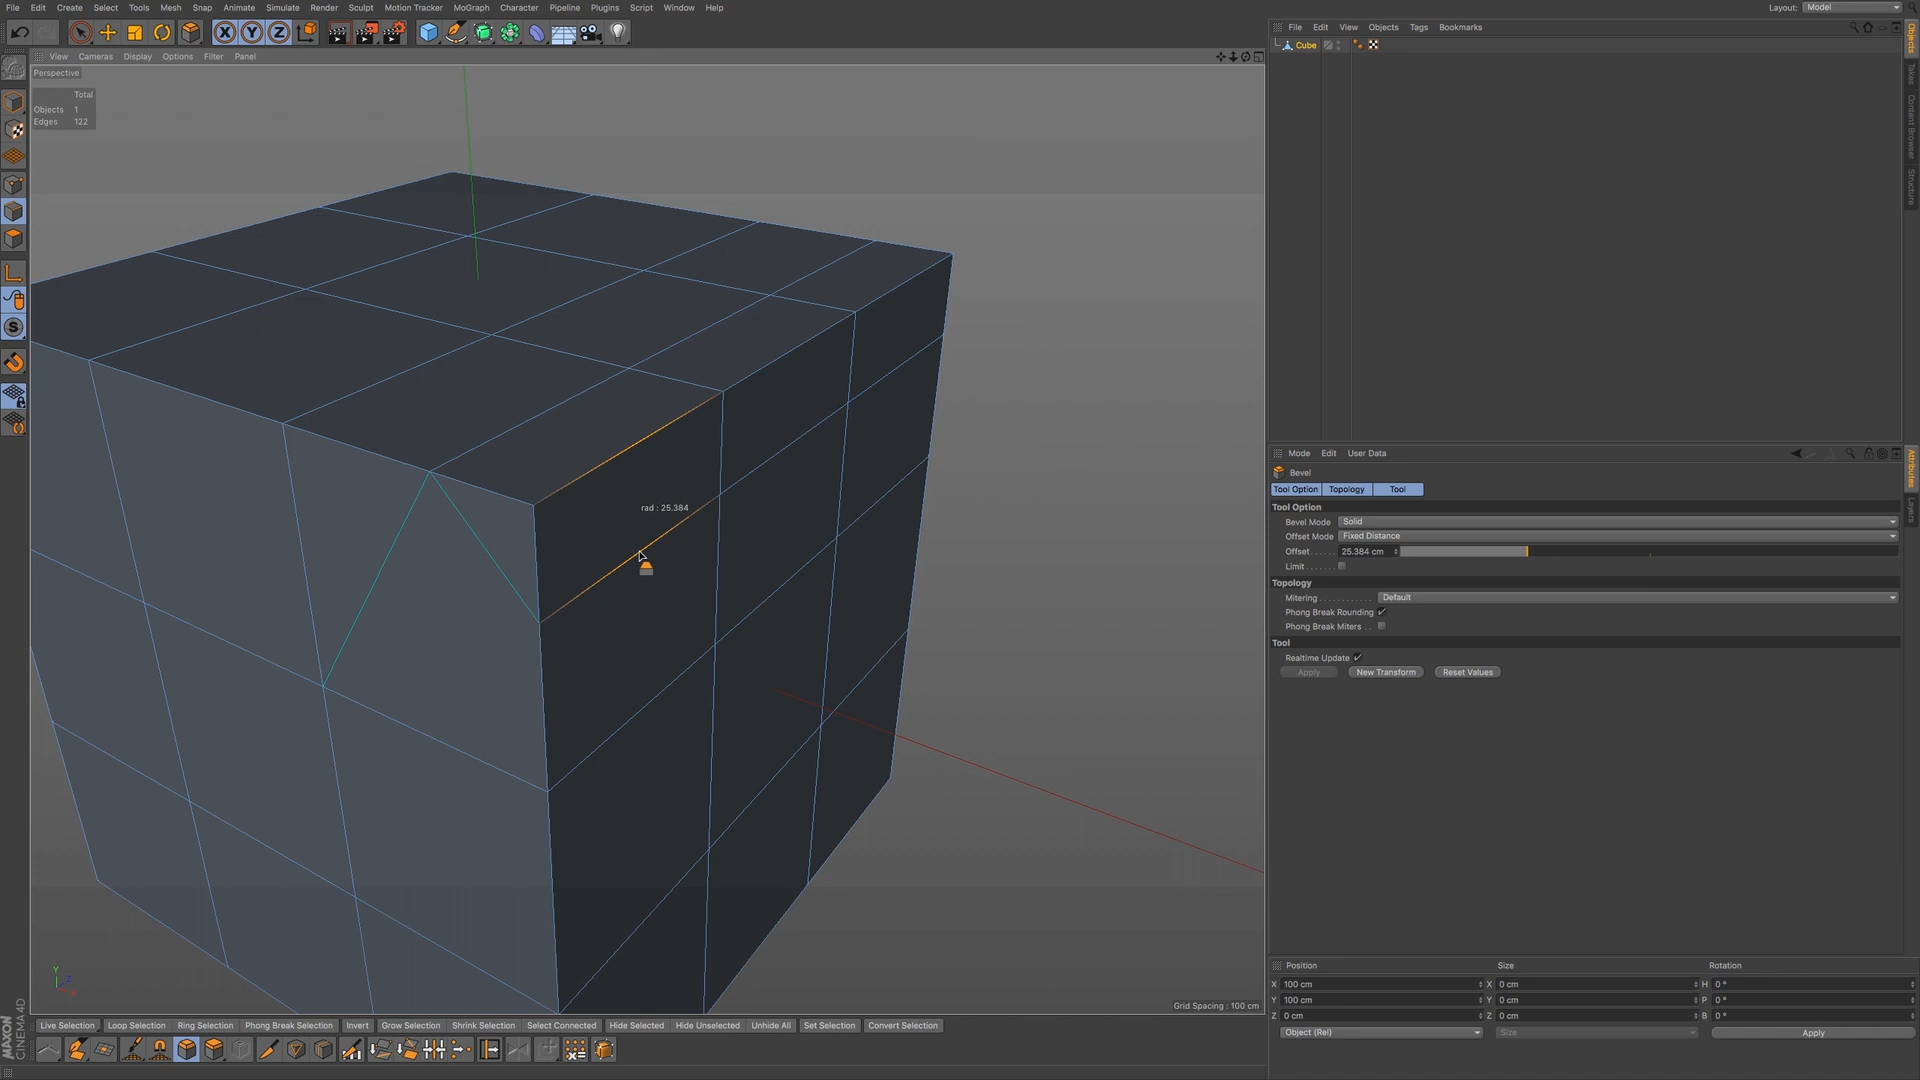 File Edit Create Select Tools Mesh Snap Animate Simulate Render Sculpt Motion Tracker MoGraph Character Pipeline Plugins Script Window Help
Layout: Model
X Y Z
View Cameras Display Options Filter Panel
Perspective
Total
Objects 1
Edges 122
S
rad : 25.384
Y
Z
X
Grid Spacing : 100 cm
File Edit View Objects Tags Bookmarks
Cube
Objects
Takes
Content Browser
Structure
Mode Edit User Data
Bevel
Tool Option Topology Tool
Tool Option
Bevel Mode Solid
Offset Mode Fixed Distance
Offset . . . . . . 25.384 cm
Limit . . . . . . .
Topology
Mitering . . . . . . . . . . . . Default
Phong Break Rounding
Phong Break Miters . .
Tool
Realtime Update
Apply New Transform Reset Values
Attributes
Layers
Position Size Rotation
X 100 cm X 0 cm H 0 °
Y 100 cm Y 0 cm P 0 °
Z 0 cm Z 0 cm B 0 °
Object (Rel) Size Apply
Live Selection Loop Selection Ring Selection Phong Break Selection Invert Grow Selection Shrink Selection Select Connected Hide Selected Hide Unselected Unhide All Set Selection Convert Selection
MAXON
CINEMA 4D